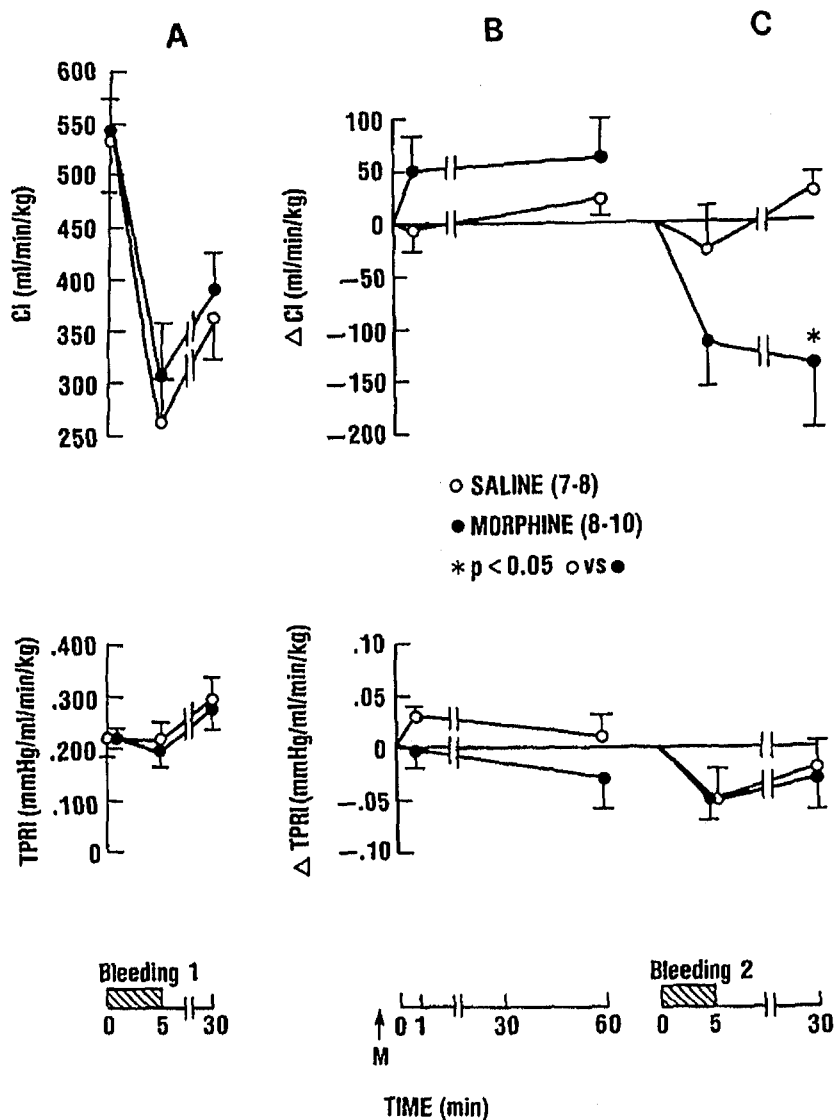 A
B
C
600
550
500
450
400
350
300
250
CI (ml/min/kg)
100
50
0
−50
−100
−150
−200
Δ CI (ml/min/kg)
*
○ SALINE (7-8)
● MORPHINE (8-10)
* p < 0.05 ○ vs ●
.400
.300
.200
.100
0
TPRI (mmHg/ml/min/kg)
.10
.05
0
−.05
−.10
Δ TPRI (mmHg/ml/min/kg)
Bleeding 1
0 5 30
M
0 1 30 60
Bleeding 2
0 5 30
TIME (min)